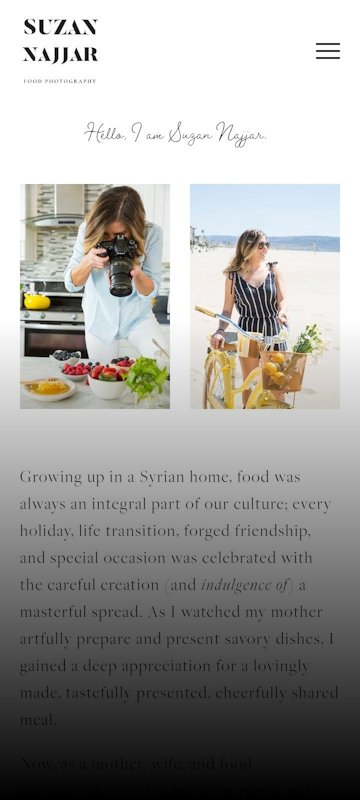 SUZAN
NAJJAR
FOOD PHOTOGRAPHY
Hello, I am Suzan Najjar.
Growing up in a Syrian home, food was
always an integral part of our culture; every
holiday, life transition, forged friendship,
and special occasion was celebrated with
the careful creation (and indulgence of) a
masterful spread. As I watched my mother
artfully prepare and present savory dishes, I
gained a deep appreciation for a lovingly
made, tastefully presented, cheerfully shared
meal.
Now, as a mother, wife, and food